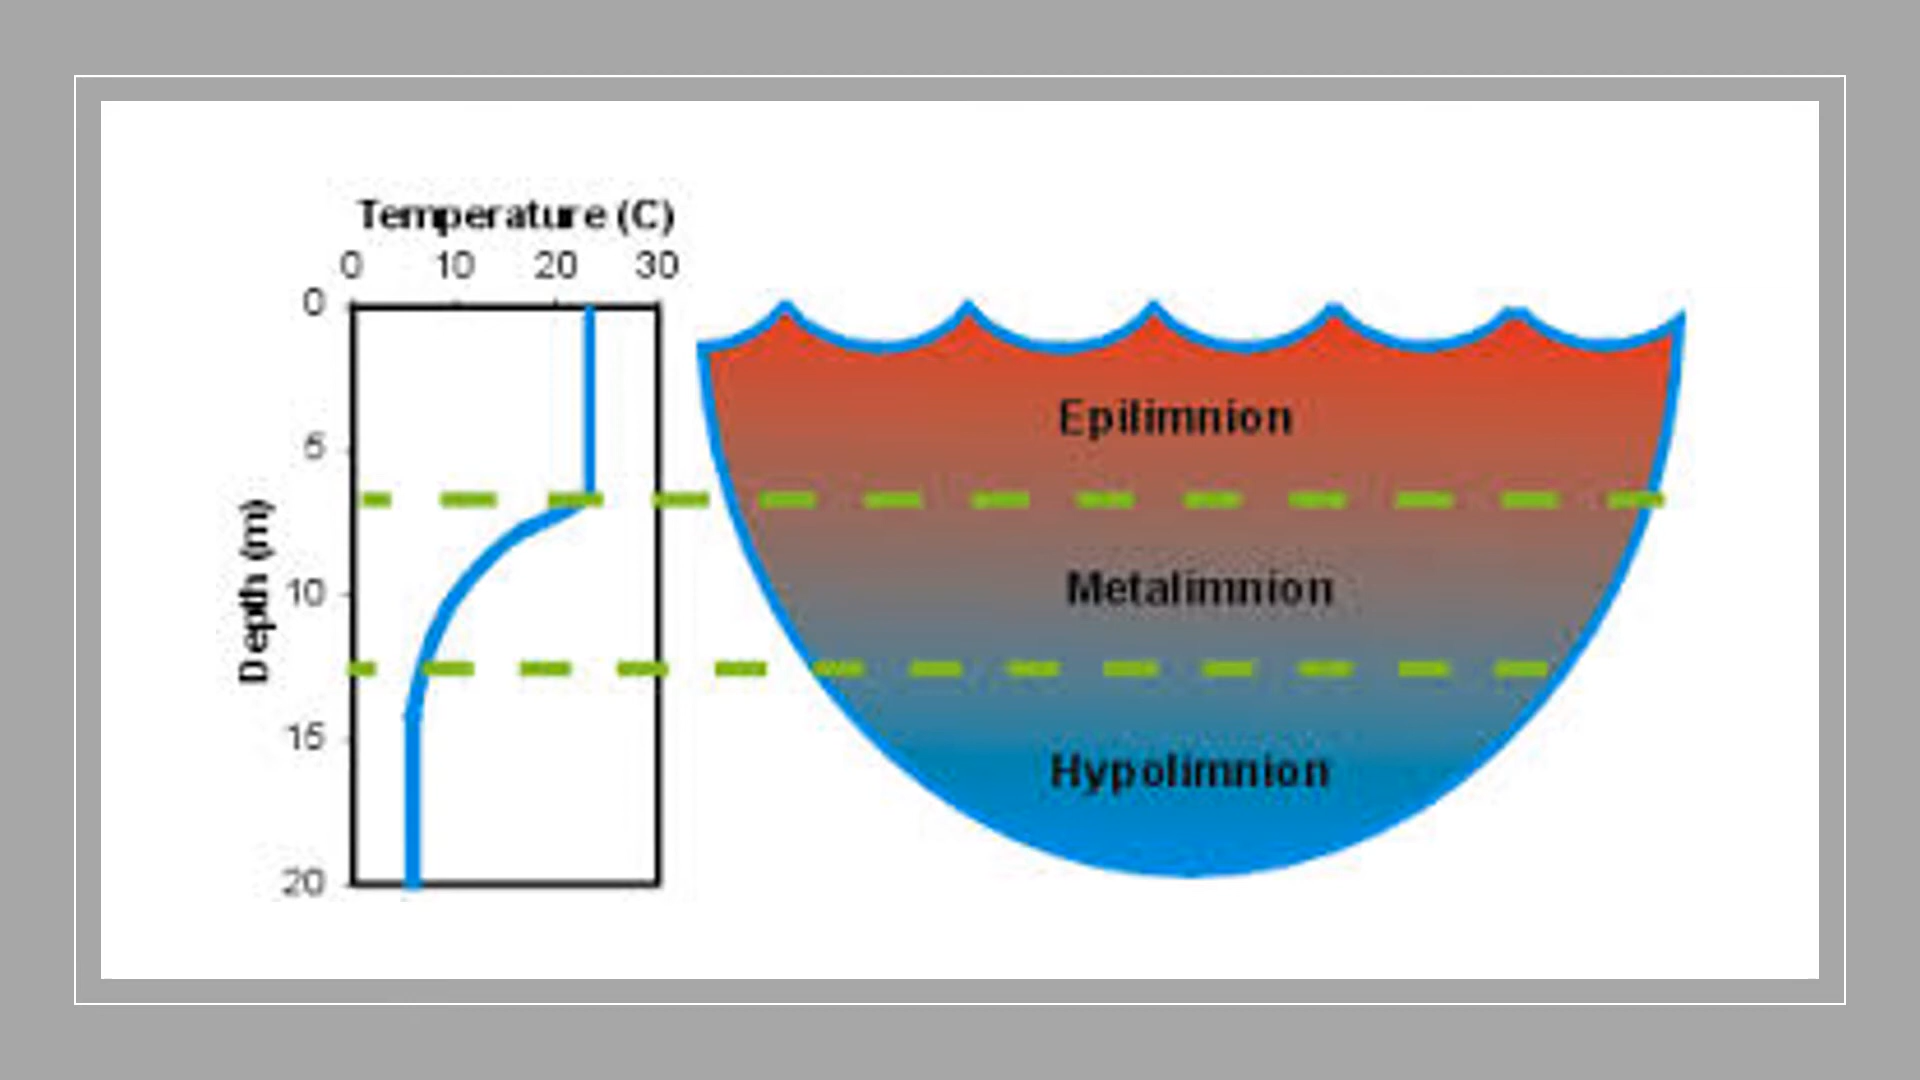 Temperature (C)
0 10 20 30
0
5
10
15
20
Depth (m)
Epilimnion
Metalimnion
Hypolimnion